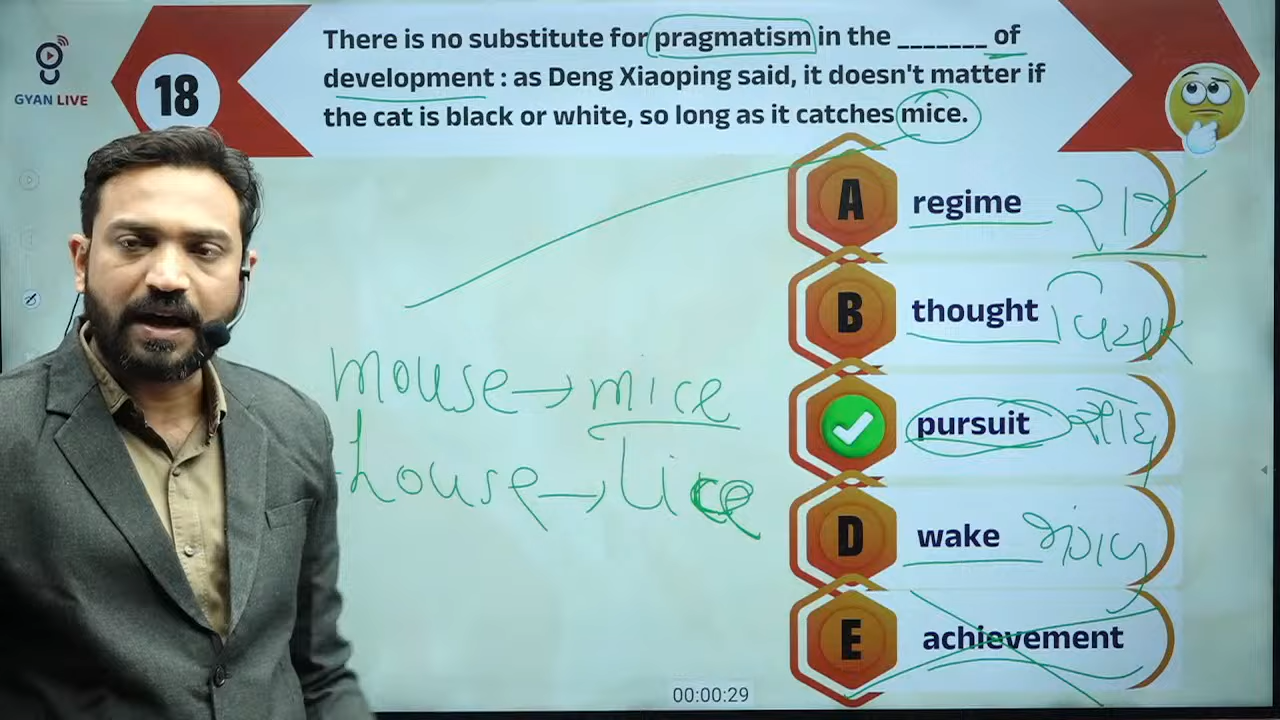 GYAN LIVE
18
There is no substitute for pragmatism in the _______ of
development : as Deng Xiaoping said, it doesn't matter if
the cat is black or white, so long as it catches mice.
A regime राज
B thought विचार
pursuit
D wake
E achievement
mouse → mice
house → lice
00:00:29